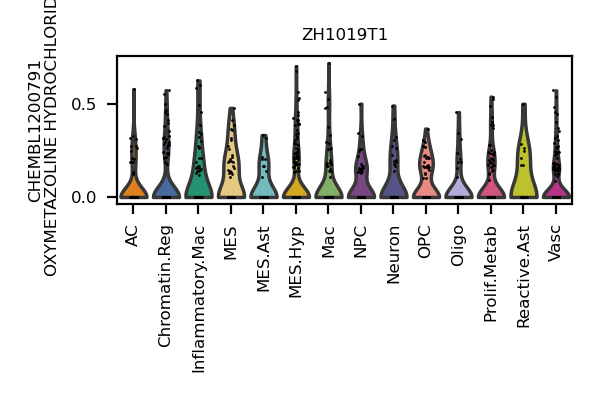 ZH1019T1
CHEMBL1200791
OXYMETAZOLINE HYDROCHLORID
0.5
0.0
AC
Chromatin.Reg
Inflammatory.Mac
MES
MES.Ast
MES.Hyp
Mac
NPC
Neuron
OPC
Oligo
Prolif.Metab
Reactive.Ast
Vasc